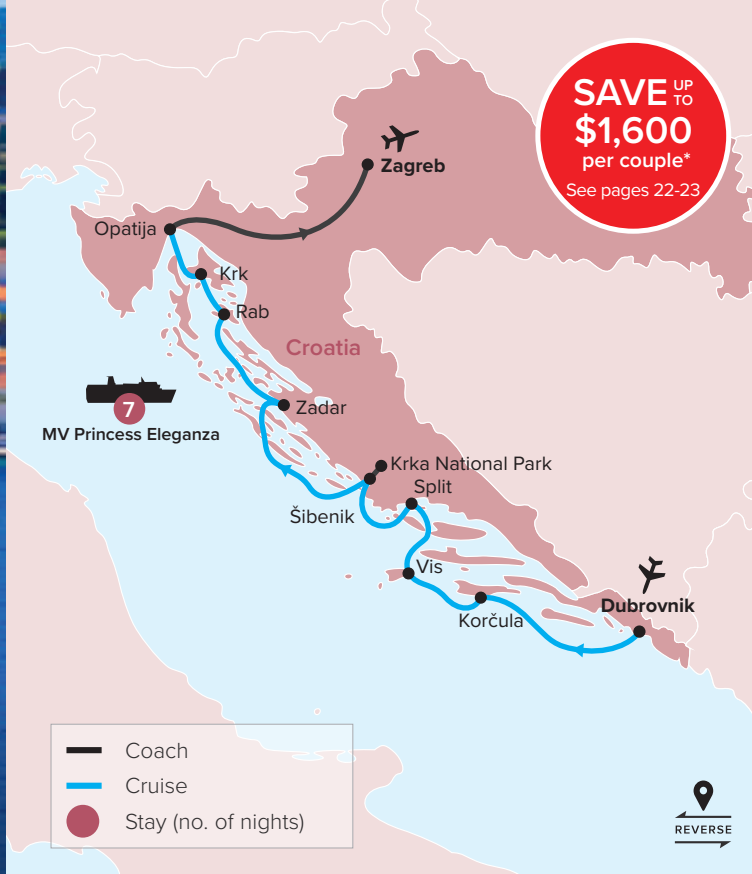 SAVE UP TO
$1,600
per couple*
See pages 22-23
Zagreb
Opatija
Krk
Rab
Croatia
7
MV Princess Eleganza
Zadar
Krka National Park
Split
Šibenik
Vis
Korčula
Dubrovnik
Coach
Cruise
Stay (no. of nights)
REVERSE